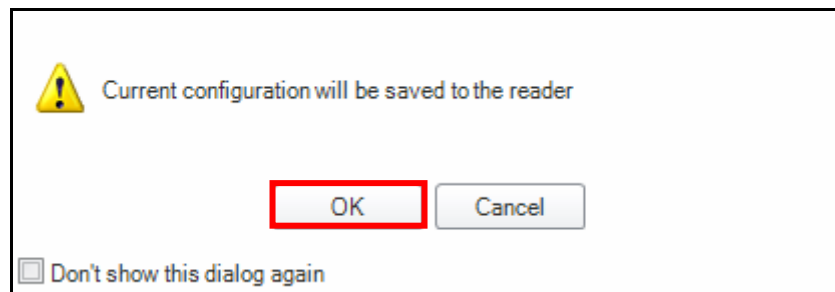 Current configuration will be saved to the reader
OK Cancel
Don't show this dialog again